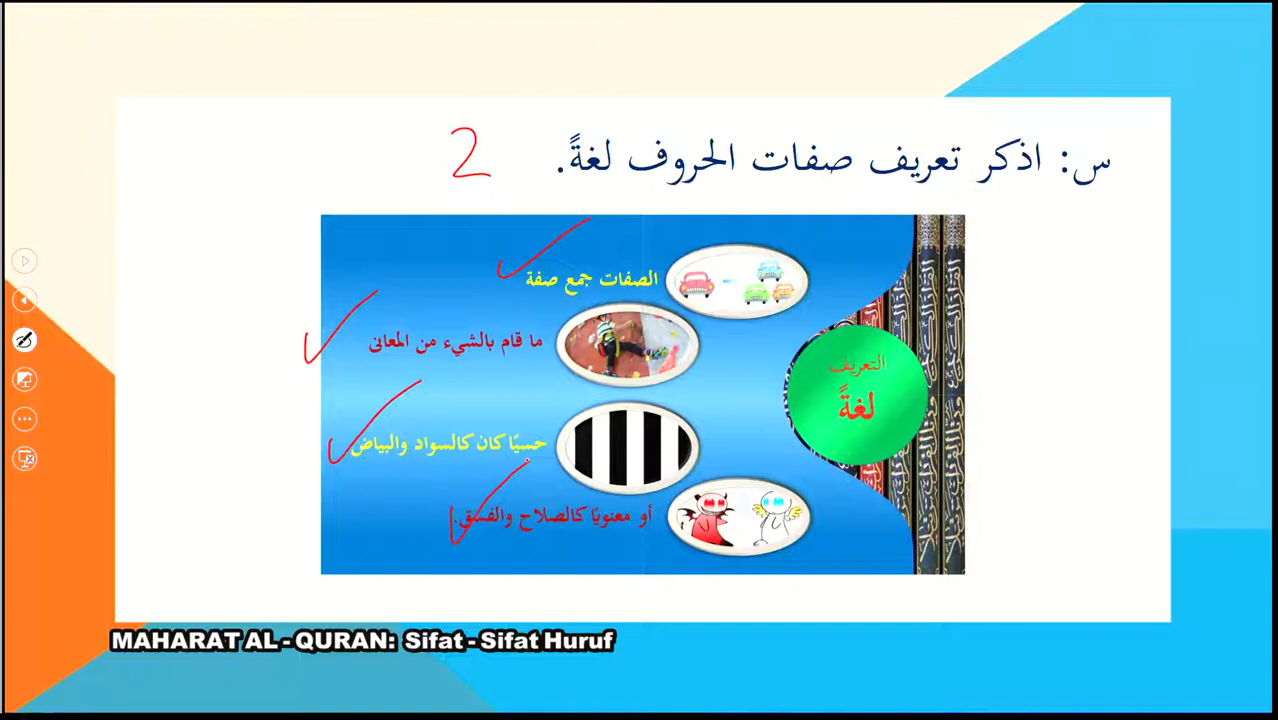 س: اذكر تعريف صفات الحروف لغةً.
2
الصفات جمع صفة
ما قام بالشيء من المعانى
حسيًا كان كالسواد والبياض
أو معنويًا كالصلاح والفسق.
التعريف
لغةً
MAHARAT AL-QURAN: Sifat-Sifat Huruf